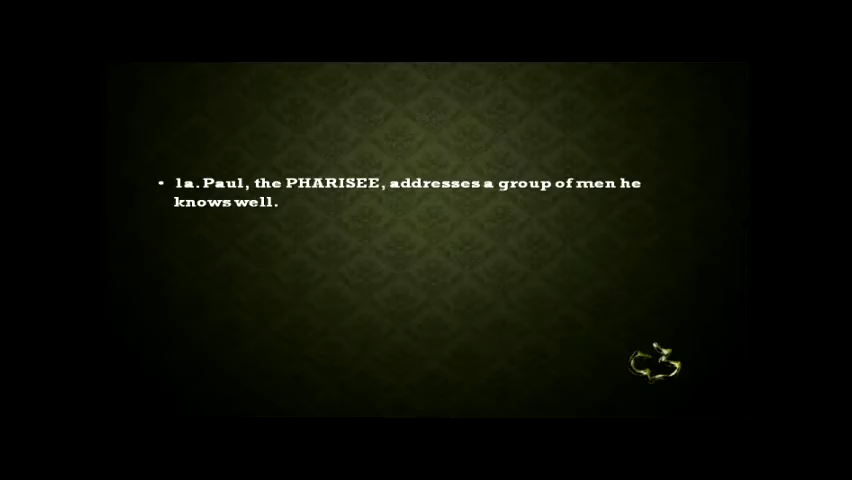 • 1a. Paul, the PHARISEE, addresses a group of men he
knows well.